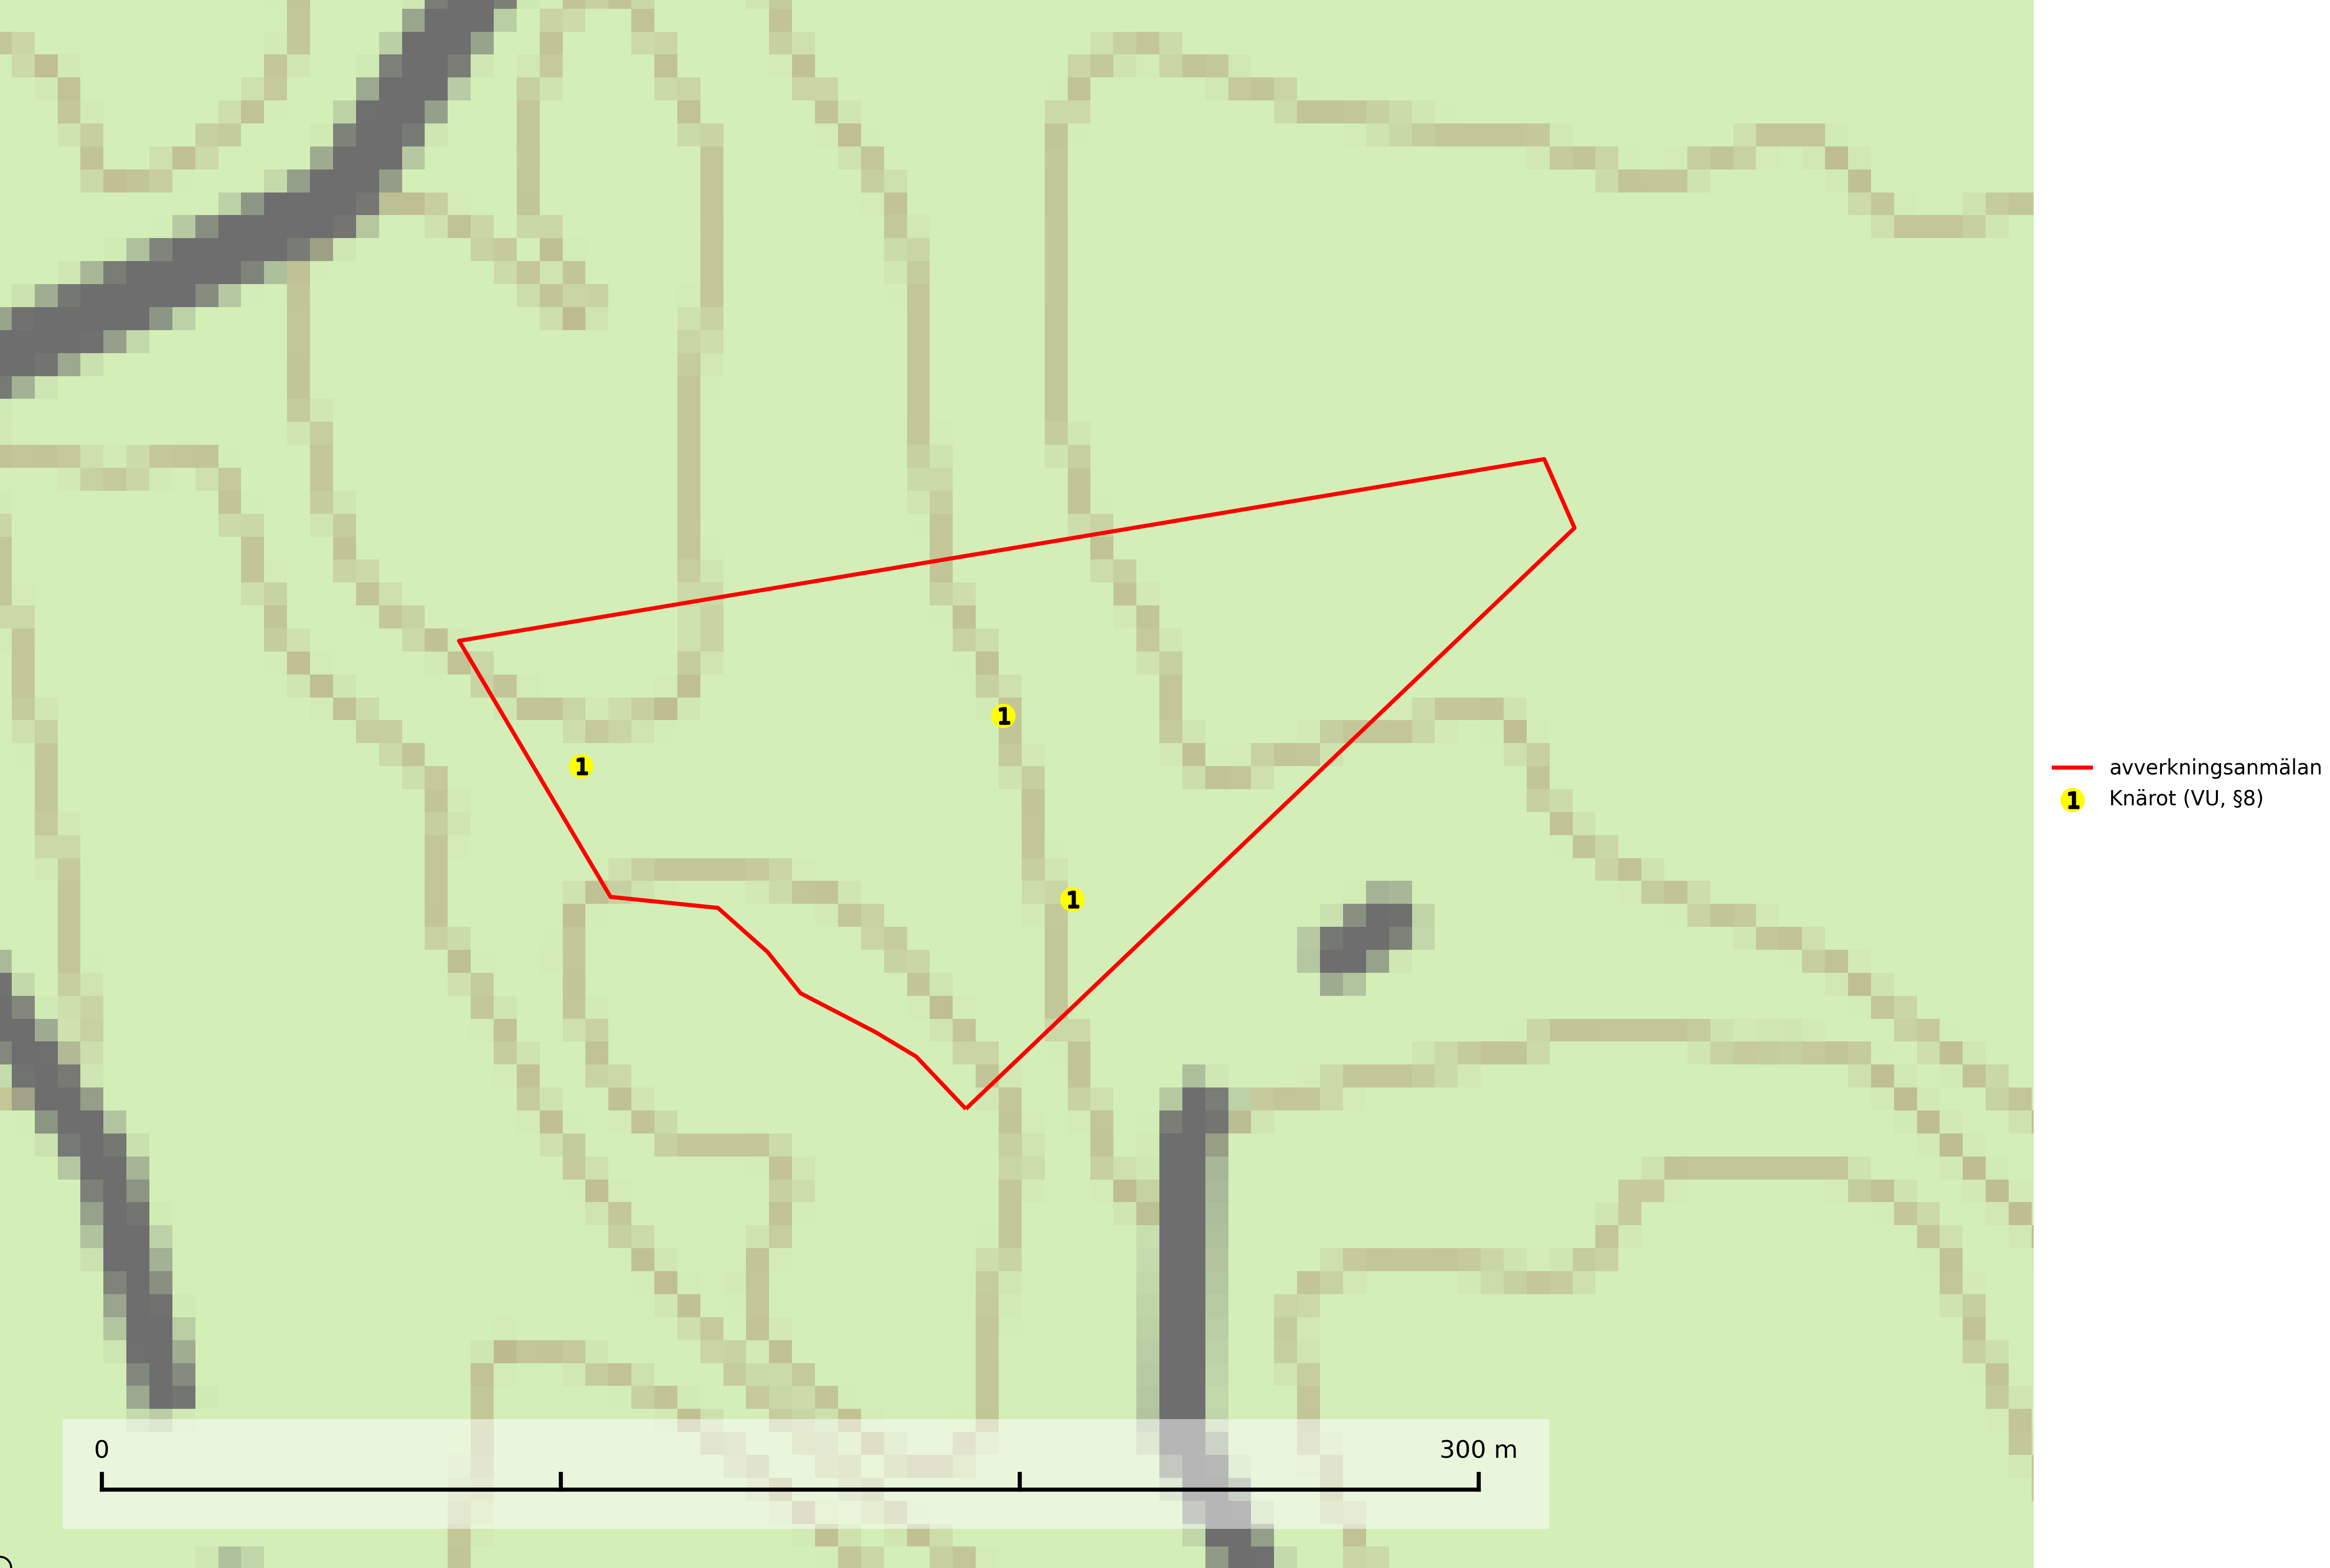 1
1
1
avverkningsanmälan
1 Knärot (VU, §8)
0 300 m